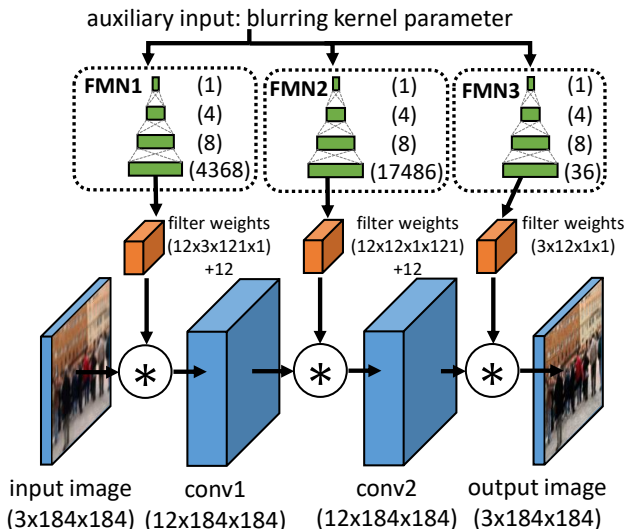 auxiliary input: blurring kernel parameter
FMN1
(1)
(4)
(8)
(4368)
FMN2
(1)
(4)
(8)
(17486)
FMN3
(1)
(4)
(8)
(36)
filter weights
(12x3x121x1)
+12
filter weights
(12x12x1x121)
+12
filter weights
(3x12x1x1)
*
*
*
input image
(3x184x184)
conv1
(12x184x184)
conv2
(12x184x184)
output image
(3x184x184)